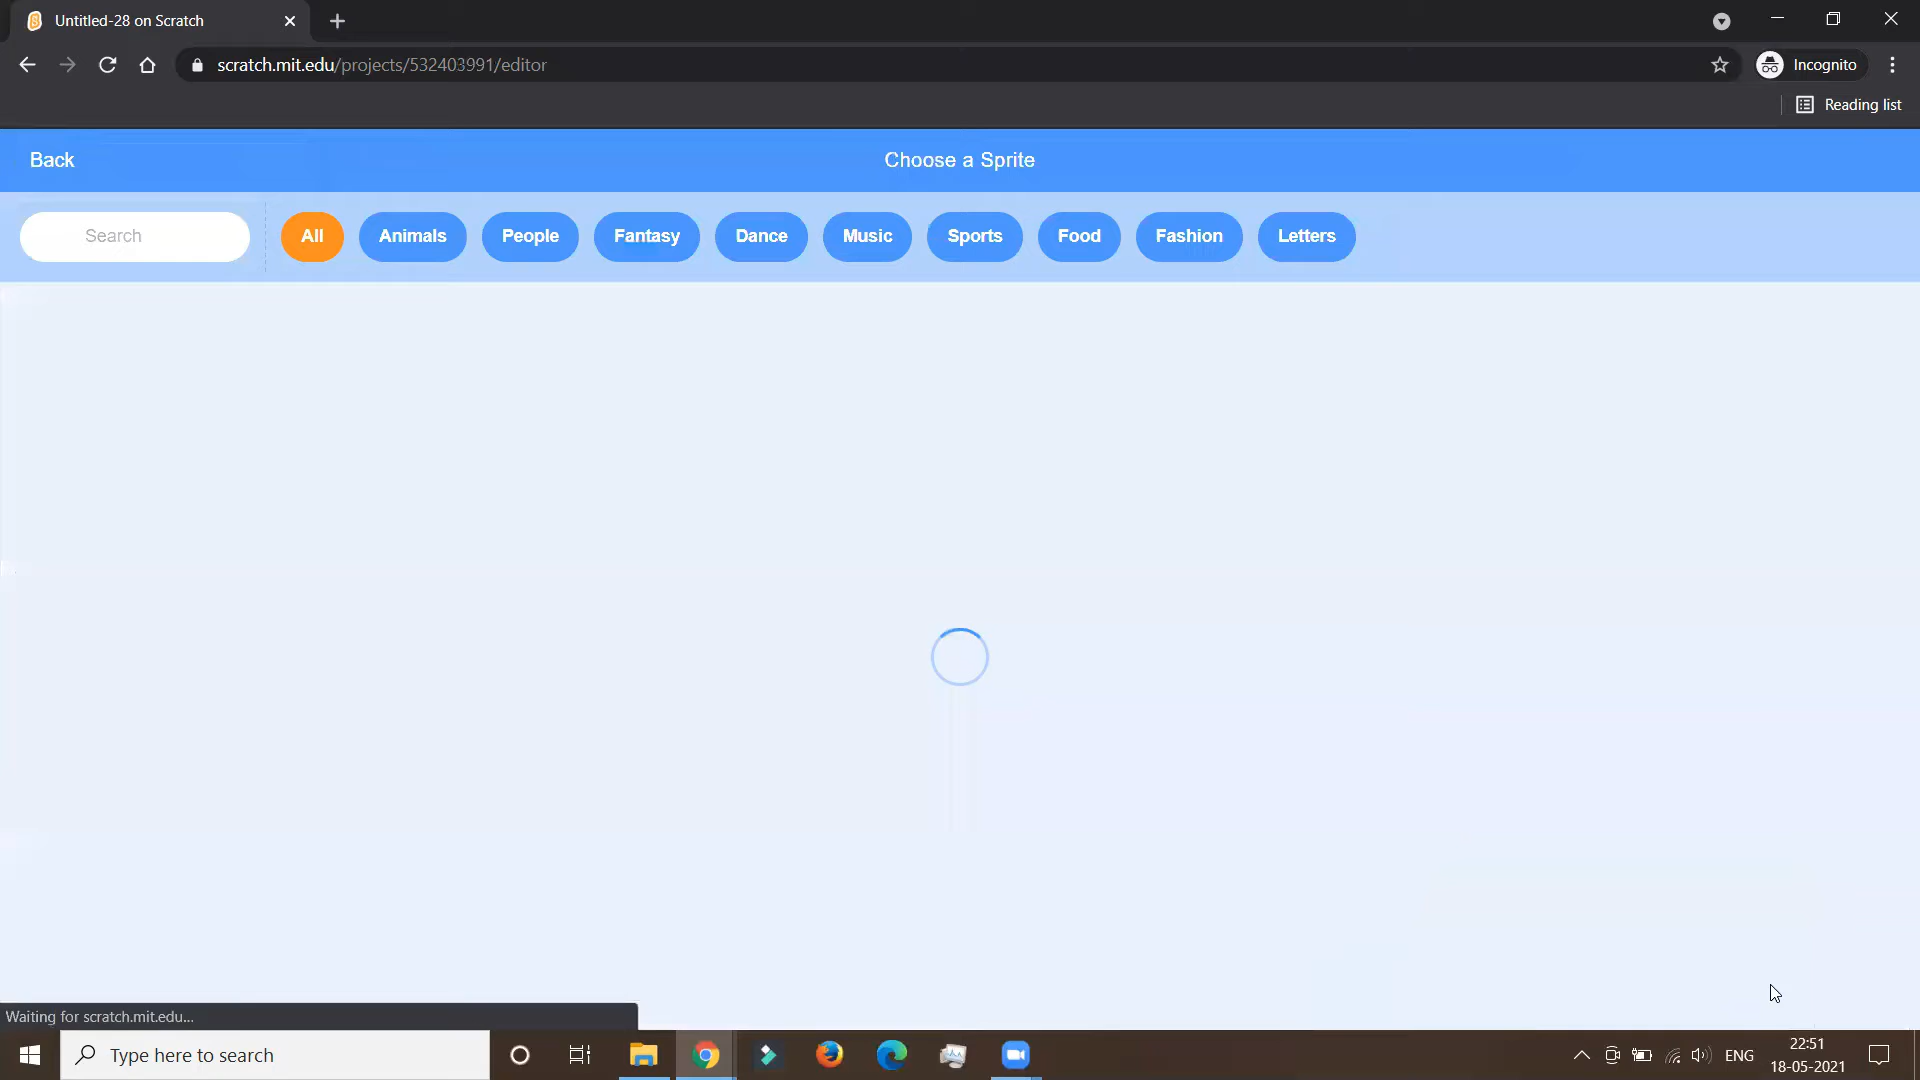 Untitled-28 on Scratch
scratch.mit.edu/projects/532403991/editor
Incognito
Reading list
Back
Choose a Sprite
Search
All
Animals
People
Fantasy
Dance
Music
Sports
Food
Fashion
Letters
Waiting for scratch.mit.edu...
Type here to search
ENG
22:51
18-05-2021